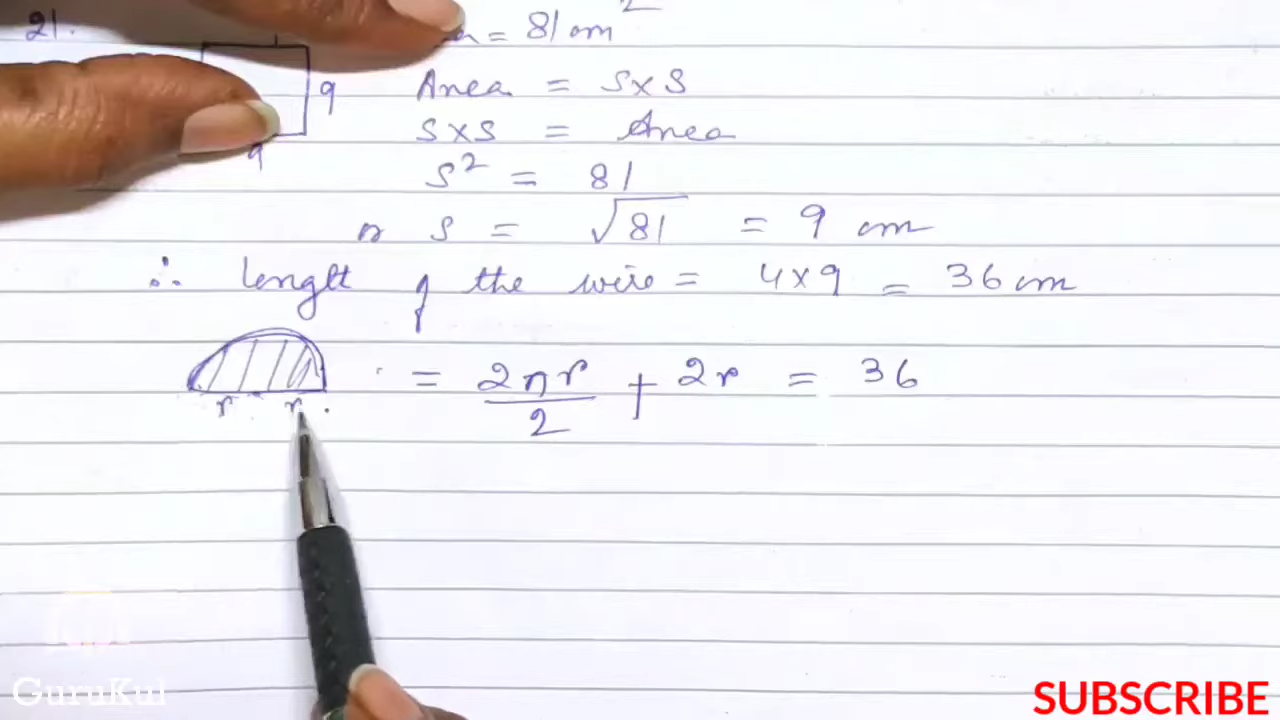 21.
= 81 cm²
9
Area = S×S
S×S = Area
9
S² = 81
S = √81 = 9 cm
∴ length of the wire = 4×9 = 36 cm
= 2πr/2 + 2r = 36
r r
GuruKul
SUBSCRIBE